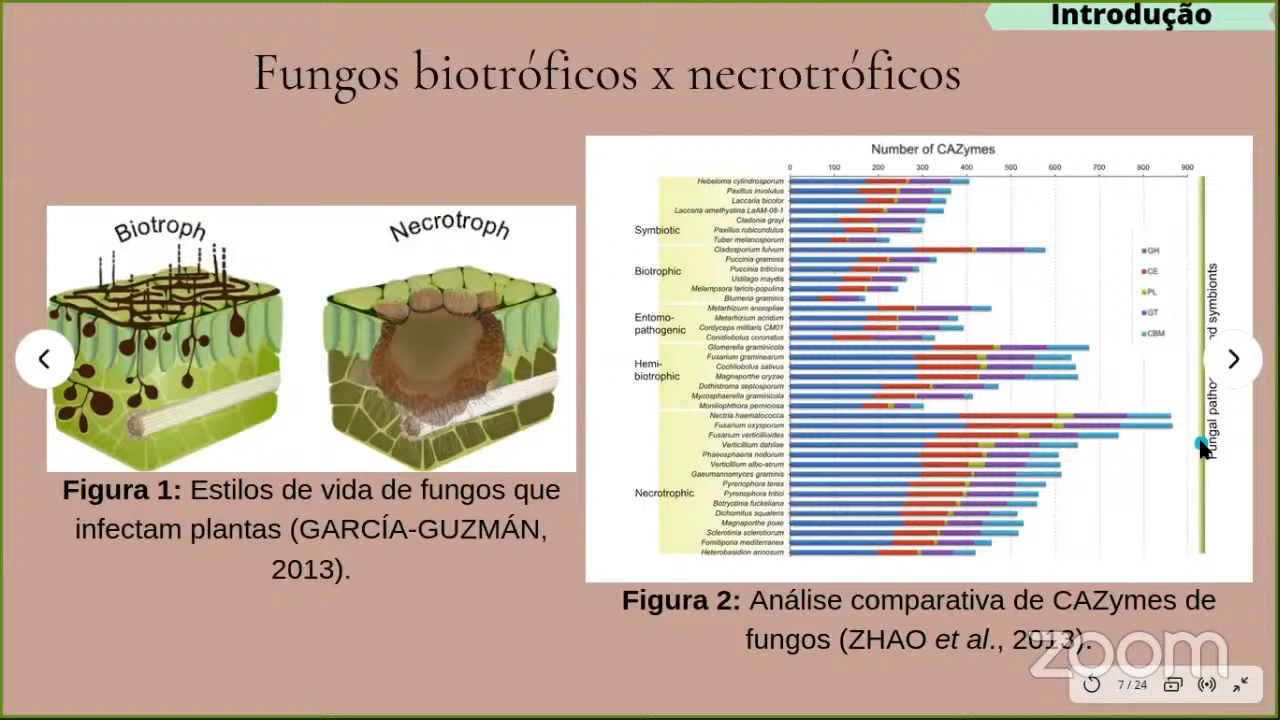 Introdução
Fungos biotróficos x necrotróficos
Biotroph
Necrotroph
Figura 1: Estilos de vida de fungos que
infectam plantas (GARCÍA-GUZMÁN,
2013).
Number of CAZymes
0 100 200 300 400 500 600 700 800 900
Hebeloma cylindrosporum
Paxillus involutus
Laccaria bicolor
Laccaria amethystina LaAM-08-1
Cladonia grayi
Symbiotic
Paxillus rubicundulus
Tuber melanosporum
Cladosporium fulvum
Puccinia graminis
Biotrophic
Puccinia triticina
Ustilago maydis
Melampsora laricis-populina
Blumeria graminis
Metarhizium anisopliae
Entomo-
pathogenic
Metarhizium acridum
Cordyceps militaris CM01
Conidiobolus coronatus
Glomerella graminicola
Fusarium graminearum
Hemi-
biotrophic
Cochliobolus sativus
Magnaporthe oryzae
Dothistroma septosporum
Mycosphaerella graminicola
Moniliophthora perniciosa
Nectria haematococca
Fusarium oxysporum
Fusarium verticillioides
Verticillium dahliae
Phaeosphaeria nodorum
Verticillium albo-atrum
Gaeumannomyces graminis
Pyrenophora teres
Necrotrophic
Pyrenophora tritici
Botryotinia fuckeliana
Dichomitus squalens
Magnaporthe poae
Sclerotinia sclerotiorum
Fomitiporia mediterranea
Heterobasidion annosum
GH
CE
PL
GT
CBM
symbionts
Figura 2: Análise comparativa de CAZymes de
fungos (ZHAO et al., 2013).
zoom
7 / 24